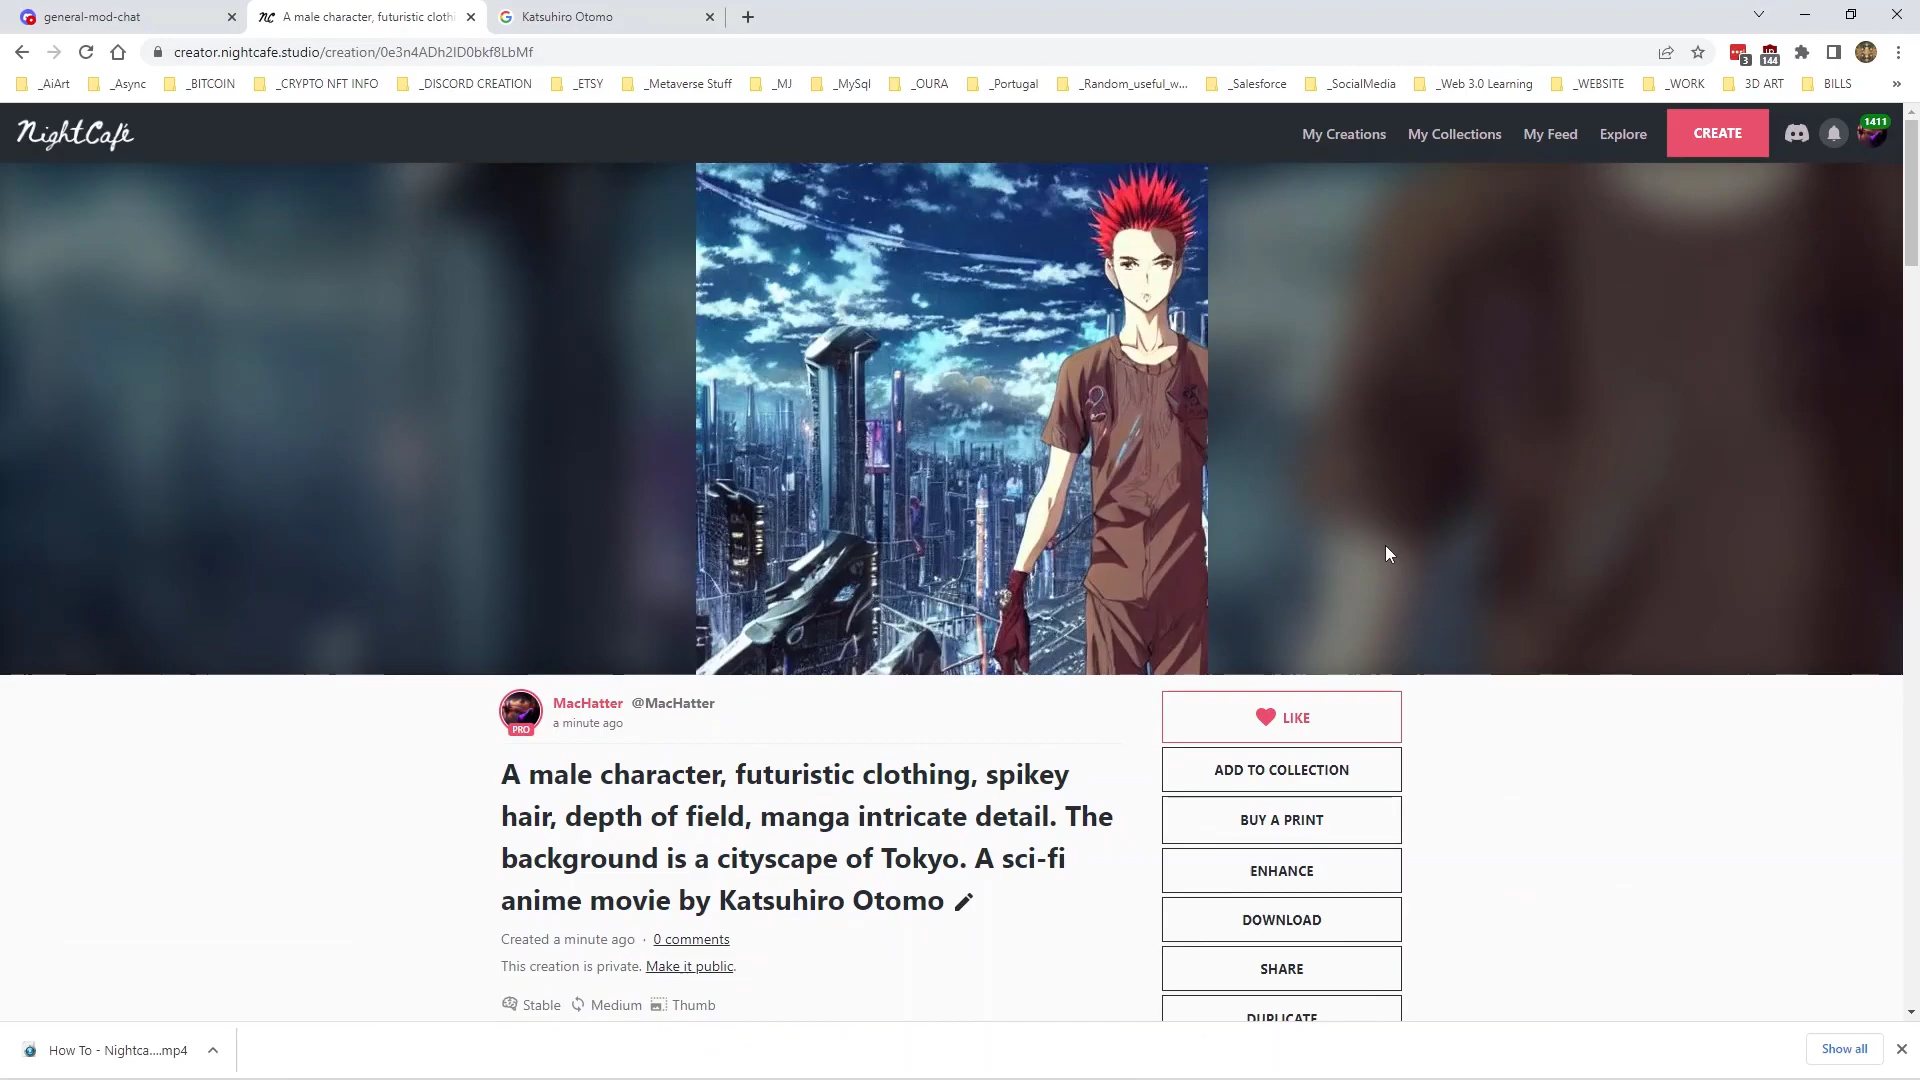 general-mod-chat
A male character, futuristic clothi
Katsuhiro Otomo
creator.nightcafe.studio/creation/0e3n4ADh2lD0bkf8LbMf
3
144
_AiArt
_Async
_BITCOIN
_CRYPTO NFT INFO
_DISCORD CREATION
_ETSY
_Metaverse Stuff
_MJ
_MySql
_OURA
_Portugal
_Random_useful_w...
_Salesforce
_SocialMedia
_Web 3.0 Learning
_WEBSITE
_WORK
3D ART
BILLS
NightCafé
My Creations
My Collections
My Feed
Explore
CREATE
1411
MacHatter @MacHatter
a minute ago
PRO
A male character, futuristic clothing, spikey
hair, depth of field, manga intricate detail. The
background is a cityscape of Tokyo. A sci-fi
anime movie by Katsuhiro Otomo
Created a minute ago · 0 comments
This creation is private. Make it public.
Stable Medium Thumb
LIKE
ADD TO COLLECTION
BUY A PRINT
ENHANCE
DOWNLOAD
SHARE
DUPLICATE
How To - Nightca....mp4
Show all